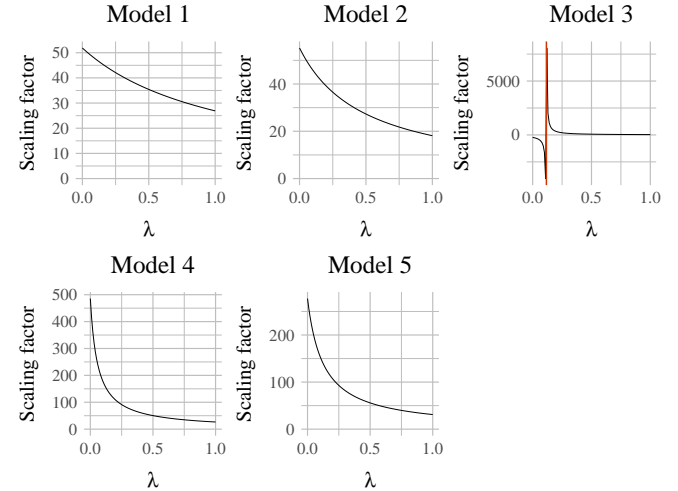 Model 1
Scaling factor
50
40
30
20
10
0
0.0 0.5 1.0
λ
Model 2
Scaling factor
40
20
0
0.0 0.5 1.0
λ
Model 3
Scaling factor
5000
0
0.0 0.5 1.0
λ
Model 4
Scaling factor
500
400
300
200
100
0
0.0 0.5 1.0
λ
Model 5
Scaling factor
200
100
0
0.0 0.5 1.0
λ